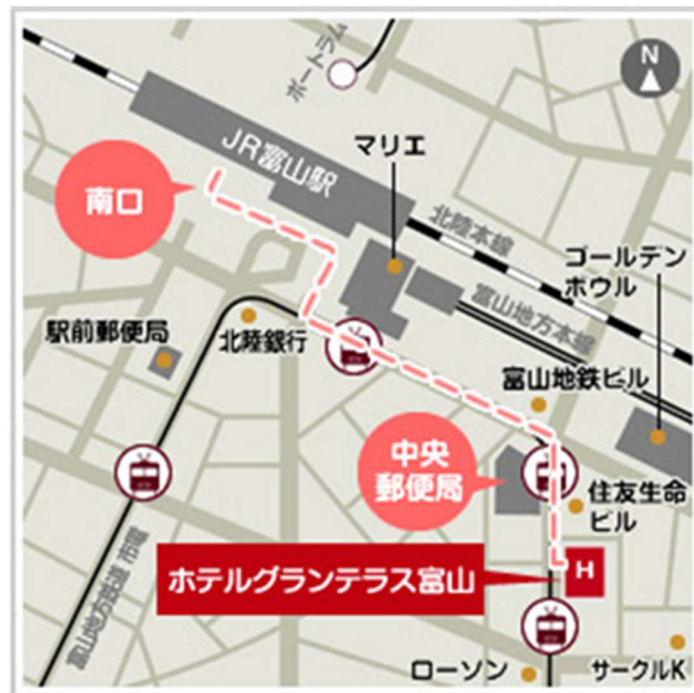 N
ポートラム
JR富山駅
マリエ
南口
北陸本線
ゴールデン
ボウル
富山地方本線
駅前郵便局
北陸銀行
富山地鉄ビル
中央
郵便局
住友生命
ビル
ホテルグランテラス富山
H
富山地方鉄道 市電
ローソン
サークルK